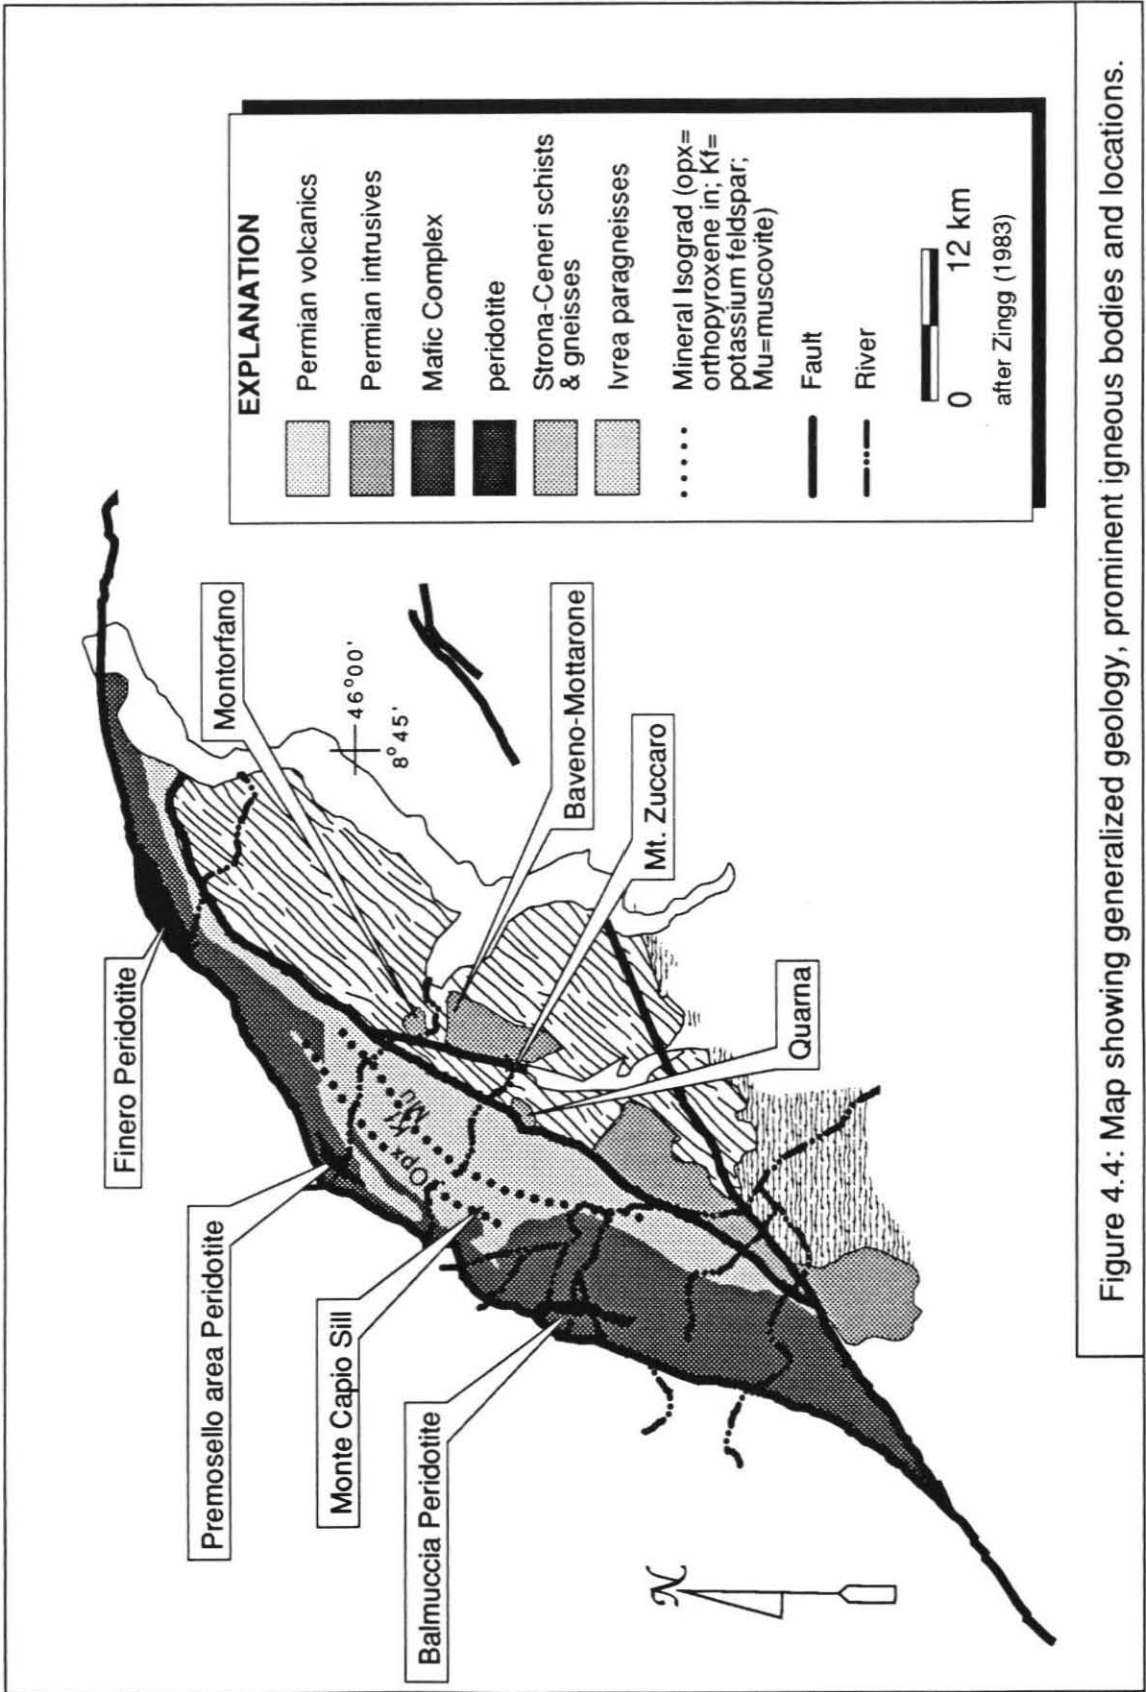 Finero Peridotite
Montorfano
Premosello area Peridotite
46°00'
8°45'
Monte Capio Sill
Balmuccia Peridotite
Baveno-Mottarone
Mt. Zuccaro
Quarna
Opx
Kf
Mu
N
EXPLANATION
Permian volcanics
Permian intrusives
Mafic Complex
peridotite
Strona-Ceneri schists
& gneisses
Ivrea paragneisses
Mineral Isograd (opx=
orthopyroxene in; Kf=
potassium feldspar;
Mu=muscovite)
Fault
River
0 12 km
after Zingg (1983)
Figure 4.4: Map showing generalized geology, prominent igneous bodies and locations.